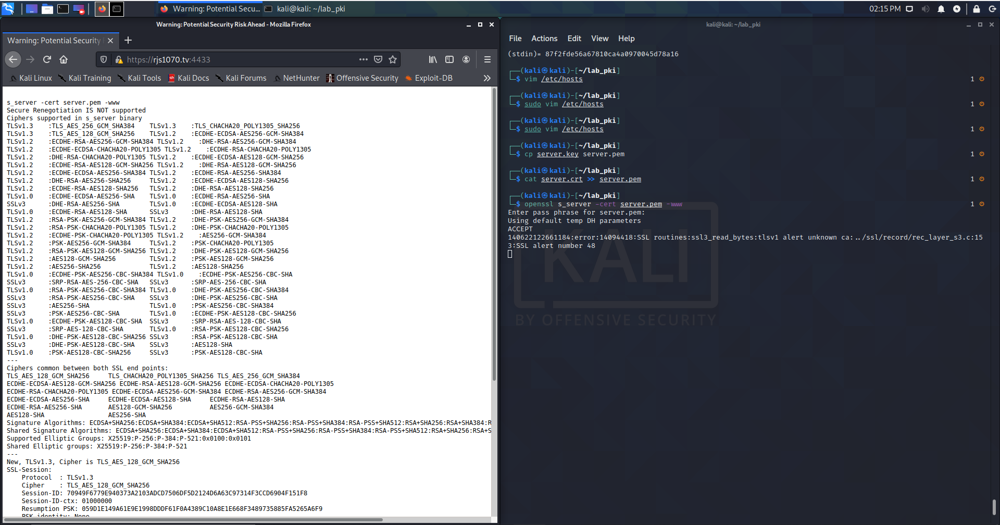 Warning: Potential Secu...
kali@kali: ~/lab_pki
02:15 PM
Warning: Potential Security Risk Ahead - Mozilla Firefox
Warning: Potential Security
https://rjs1070.tv:4433
Kali Linux Kali Training Kali Tools Kali Docs Kali Forums NetHunter Offensive Security Exploit-DB
s_server -cert server.pem -www
Secure Renegotiation IS NOT supported
Ciphers supported in s_server binary
TLSv1.3 :TLS_AES_256_GCM_SHA384 TLSv1.3 :TLS_CHACHA20_POLY1305_SHA256
TLSv1.3 :TLS_AES_128_GCM_SHA256 TLSv1.2 :ECDHE-ECDSA-AES256-GCM-SHA384
TLSv1.2 :ECDHE-RSA-AES256-GCM-SHA384 TLSv1.2 :DHE-RSA-AES256-GCM-SHA384
TLSv1.2 :ECDHE-ECDSA-CHACHA20-POLY1305 TLSv1.2 :ECDHE-RSA-CHACHA20-POLY1305
TLSv1.2 :DHE-RSA-CHACHA20-POLY1305 TLSv1.2 :ECDHE-ECDSA-AES128-GCM-SHA256
TLSv1.2 :ECDHE-RSA-AES128-GCM-SHA256 TLSv1.2 :DHE-RSA-AES128-GCM-SHA256
TLSv1.2 :ECDHE-ECDSA-AES256-SHA384 TLSv1.2 :ECDHE-RSA-AES256-SHA384
TLSv1.2 :DHE-RSA-AES256-SHA256 TLSv1.2 :ECDHE-ECDSA-AES128-SHA256
TLSv1.2 :ECDHE-RSA-AES128-SHA256 TLSv1.2 :DHE-RSA-AES128-SHA256
TLSv1.0 :ECDHE-ECDSA-AES256-SHA TLSv1.0 :ECDHE-RSA-AES256-SHA
SSLv3 :DHE-RSA-AES256-SHA TLSv1.0 :ECDHE-ECDSA-AES128-SHA
TLSv1.0 :ECDHE-RSA-AES128-SHA SSLv3 :DHE-RSA-AES128-SHA
TLSv1.2 :RSA-PSK-AES256-GCM-SHA384 TLSv1.2 :DHE-PSK-AES256-GCM-SHA384
TLSv1.2 :RSA-PSK-CHACHA20-POLY1305 TLSv1.2 :DHE-PSK-CHACHA20-POLY1305
TLSv1.2 :ECDHE-PSK-CHACHA20-POLY1305 TLSv1.2 :AES256-GCM-SHA384
TLSv1.2 :PSK-AES256-GCM-SHA384 TLSv1.2 :PSK-CHACHA20-POLY1305
TLSv1.2 :RSA-PSK-AES128-GCM-SHA256 TLSv1.2 :DHE-PSK-AES128-GCM-SHA256
TLSv1.2 :AES128-GCM-SHA256 TLSv1.2 :PSK-AES128-GCM-SHA256
TLSv1.2 :AES256-SHA256 TLSv1.2 :AES128-SHA256
TLSv1.0 :ECDHE-PSK-AES256-CBC-SHA384 TLSv1.0 :ECDHE-PSK-AES256-CBC-SHA
SSLv3 :SRP-RSA-AES-256-CBC-SHA SSLv3 :SRP-AES-256-CBC-SHA
TLSv1.0 :RSA-PSK-AES256-CBC-SHA384 TLSv1.0 :DHE-PSK-AES256-CBC-SHA384
SSLv3 :RSA-PSK-AES256-CBC-SHA SSLv3 :DHE-PSK-AES256-CBC-SHA
SSLv3 :AES256-SHA TLSv1.0 :PSK-AES256-CBC-SHA384
SSLv3 :PSK-AES256-CBC-SHA TLSv1.0 :ECDHE-PSK-AES128-CBC-SHA256
TLSv1.0 :ECDHE-PSK-AES128-CBC-SHA SSLv3 :SRP-RSA-AES-128-CBC-SHA
SSLv3 :SRP-AES-128-CBC-SHA TLSv1.0 :RSA-PSK-AES128-CBC-SHA256
TLSv1.0 :DHE-PSK-AES128-CBC-SHA256 SSLv3 :RSA-PSK-AES128-CBC-SHA
SSLv3 :DHE-PSK-AES128-CBC-SHA SSLv3 :AES128-SHA
TLSv1.0 :PSK-AES128-CBC-SHA256 SSLv3 :PSK-AES128-CBC-SHA
---
Ciphers common between both SSL end points:
TLS_AES_128_GCM_SHA256 TLS_CHACHA20_POLY1305_SHA256 TLS_AES_256_GCM_SHA384
ECDHE-ECDSA-AES128-GCM-SHA256 ECDHE-RSA-AES128-GCM-SHA256 ECDHE-ECDSA-CHACHA20-POLY1305
ECDHE-RSA-CHACHA20-POLY1305 ECDHE-ECDSA-AES256-GCM-SHA384 ECDHE-RSA-AES256-GCM-SHA384
ECDHE-ECDSA-AES256-SHA ECDHE-ECDSA-AES128-SHA ECDHE-RSA-AES128-SHA
ECDHE-RSA-AES256-SHA AES128-GCM-SHA256 AES256-GCM-SHA384
AES128-SHA AES256-SHA
Signature Algorithms: ECDSA+SHA256:ECDSA+SHA384:ECDSA+SHA512:RSA-PSS+SHA256:RSA-PSS+SHA384:RSA-PSS+SHA512:RSA+SHA256:RSA+SHA384:R
Shared Signature Algorithms: ECDSA+SHA256:ECDSA+SHA384:ECDSA+SHA512:RSA-PSS+SHA256:RSA-PSS+SHA384:RSA-PSS+SHA512:RSA+SHA256:RSA+S
Supported Elliptic Groups: X25519:P-256:P-384:P-521:0x0100:0x0101
Shared Elliptic groups: X25519:P-256:P-384:P-521
---
New, TLSv1.3, Cipher is TLS_AES_128_GCM_SHA256
SSL-Session:
Protocol : TLSv1.3
Cipher : TLS_AES_128_GCM_SHA256
Session-ID: 70949F6779E940373A2103ADCD7506DF5D2124D6A63C97314F3CCD6904F151F8
Session-ID-ctx: 01000000
Resumption PSK: 059D1E149A61E9E1998DDDF61F0A4389C10A8E1E668F3489735885FA5265A6F9
PSK identity: None
kali@kali: ~/lab_pki
File Actions Edit View Help
(stdin)= 87f2fde56a67810ca4a0970045d78a16
(kali㉿kali)-[~/lab_pki]
$ vim /etc/hosts 1
(kali㉿kali)-[~/lab_pki]
$ sudo vim /etc/hosts 1
(kali㉿kali)-[~/lab_pki]
$ sudo vim /etc/hosts 1
(kali㉿kali)-[~/lab_pki]
$ cp server.key server.pem 1
(kali㉿kali)-[~/lab_pki]
$ cat server.crt >> server.pem 1
(kali㉿kali)-[~/lab_pki]
$ openssl s_server -cert server.pem -www 1
Enter pass phrase for server.pem:
Using default temp DH parameters
ACCEPT
140622122661184:error:14094418:SSL routines:ssl3_read_bytes:tlsv1 alert unknown ca:../ssl/record/rec_layer_s3.c:15
3:SSL alert number 48
KALI
BY OFFENSIVE SECURITY